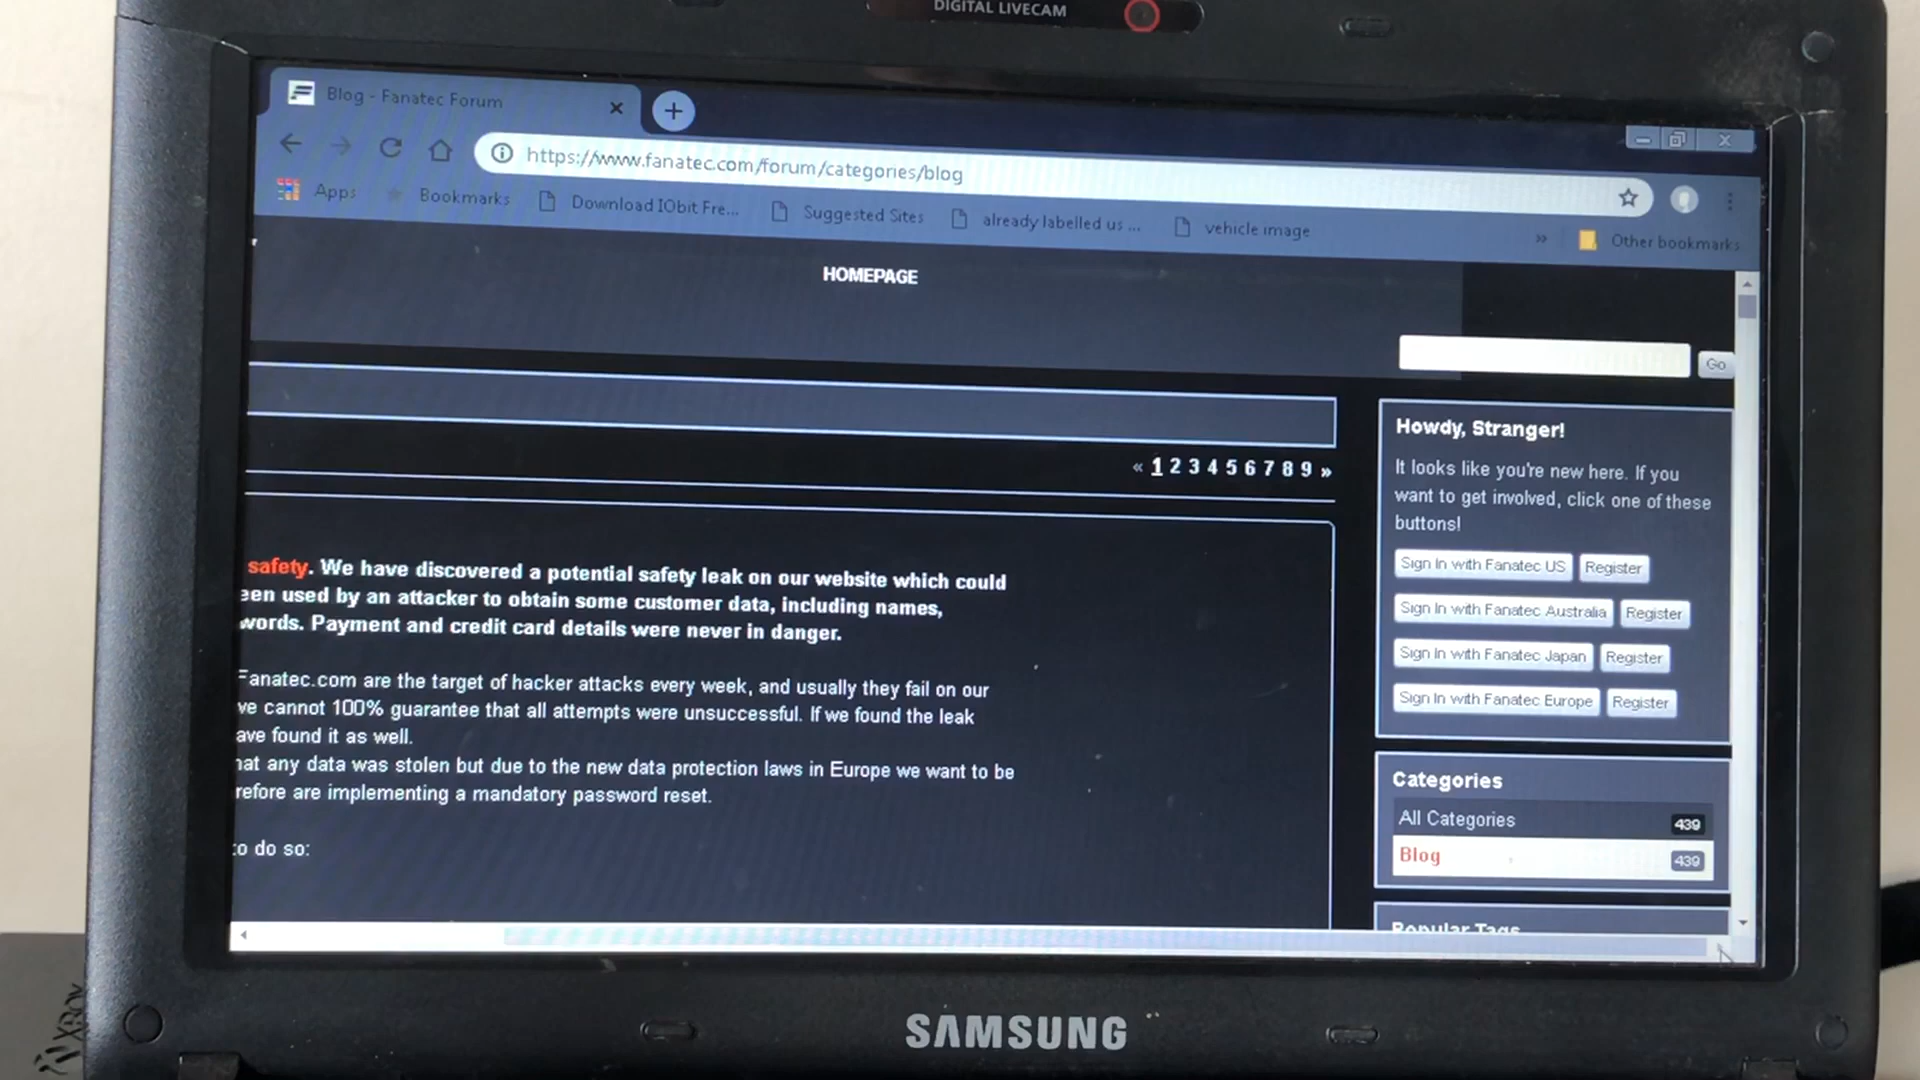 DIGITAL LIVECAM
Blog - Fanatec Forum
https://www.fanatec.com/forum/categories/blog
Apps Bookmarks Download IObit Fre... Suggested Sites already labelled us ... vehicle image » Other bookmarks
HOMEPAGE
Go
« 1 2 3 4 5 6 7 8 9 »
safety. We have discovered a potential safety leak on our website which could
een used by an attacker to obtain some customer data, including names,
words. Payment and credit card details were never in danger.
Fanatec.com are the target of hacker attacks every week, and usually they fail on our
ve cannot 100% guarantee that all attempts were unsuccessful. If we found the leak
ave found it as well.
hat any data was stolen but due to the new data protection laws in Europe we want to be
refore are implementing a mandatory password reset.
to do so:
Howdy, Stranger!
It looks like you're new here. If you
want to get involved, click one of these
buttons!
Sign In with Fanatec US Register
Sign In with Fanatec Australia Register
Sign In with Fanatec Japan Register
Sign In with Fanatec Europe Register
Categories
All Categories 439
Blog 439
Popular Tags
SAMSUNG
XBOX